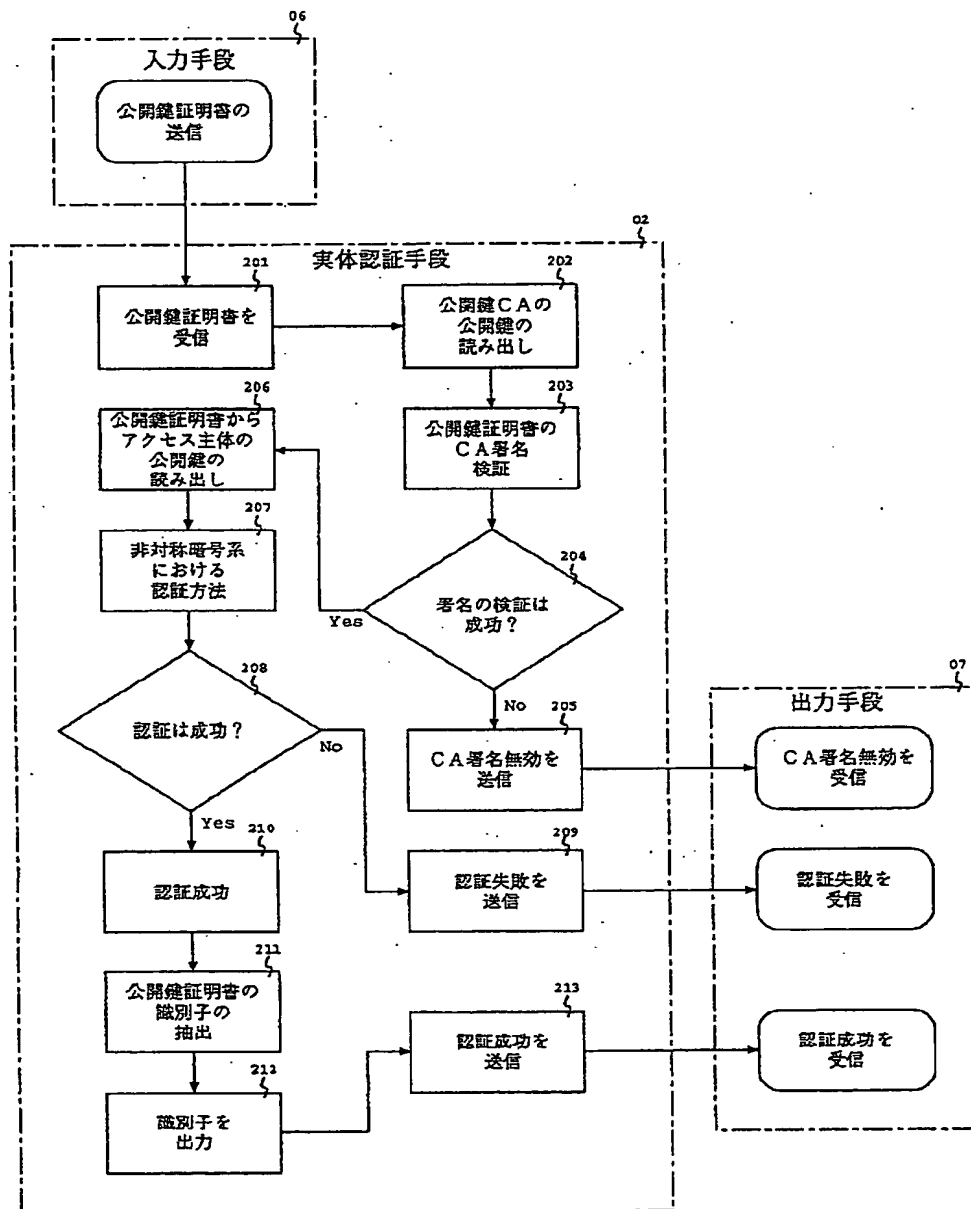 06
入力手段
公開鍵証明書の
送信
02
実体認証手段
201
公開鍵証明書を
受信
202
公開鍵CAの
公開鍵の
読み出し
203
公開鍵証明書の
CA署名
検証
204
署名の検証は
成功?
Yes
No
205
CA署名無効を
送信
206
公開鍵証明書から
アクセス主体の
公開鍵の
読み出し
207
非対称暗号系
における
認証方法
208
認証は成功?
No
Yes
209
認証失敗を
送信
210
認証成功
211
公開鍵証明書の
識別子の
抽出
212
識別子を
出力
213
認証成功を
送信
07
出力手段
CA署名無効を
受信
認証失敗を
受信
認証成功を
受信